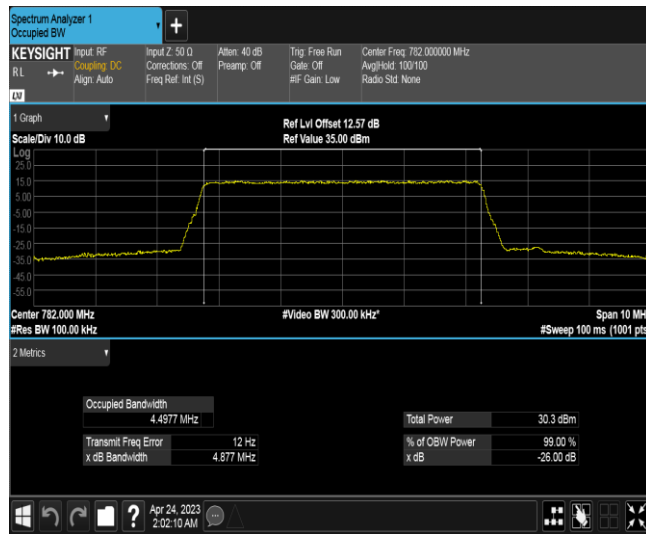 Spectrum Analyzer 1
Occupied BW
+
KEYSIGHT
RL
LXI
Input: RF
Coupling: DC
Align: Auto
Input Z: 50 Ω
Corrections: Off
Freq Ref: Int (S)
Atten: 40 dB
Preamp: Off
Trig: Free Run
Gate: Off
#IF Gain: Low
Center Freq: 782.000000 MHz
Avg|Hold: 100/100
Radio Std: None
1 Graph
Scale/Div 10.0 dB
Ref Lvl Offset 12.57 dB
Ref Value 35.00 dBm
Log
25.0
15.0
5.00
-5.00
-15.0
-25.0
-35.0
-45.0
-55.0
Center 782.000 MHz
#Res BW 100.00 kHz
#Video BW 300.00 kHz*
Span 10 MH
#Sweep 100 ms (1001 pts
2 Metrics
Occupied Bandwidth
4.4977 MHz
Transmit Freq Error 12 Hz
x dB Bandwidth 4.877 MHz
Total Power 30.3 dBm
% of OBW Power 99.00 %
x dB -26.00 dB
?
Apr 24, 2023
2:02:10 AM